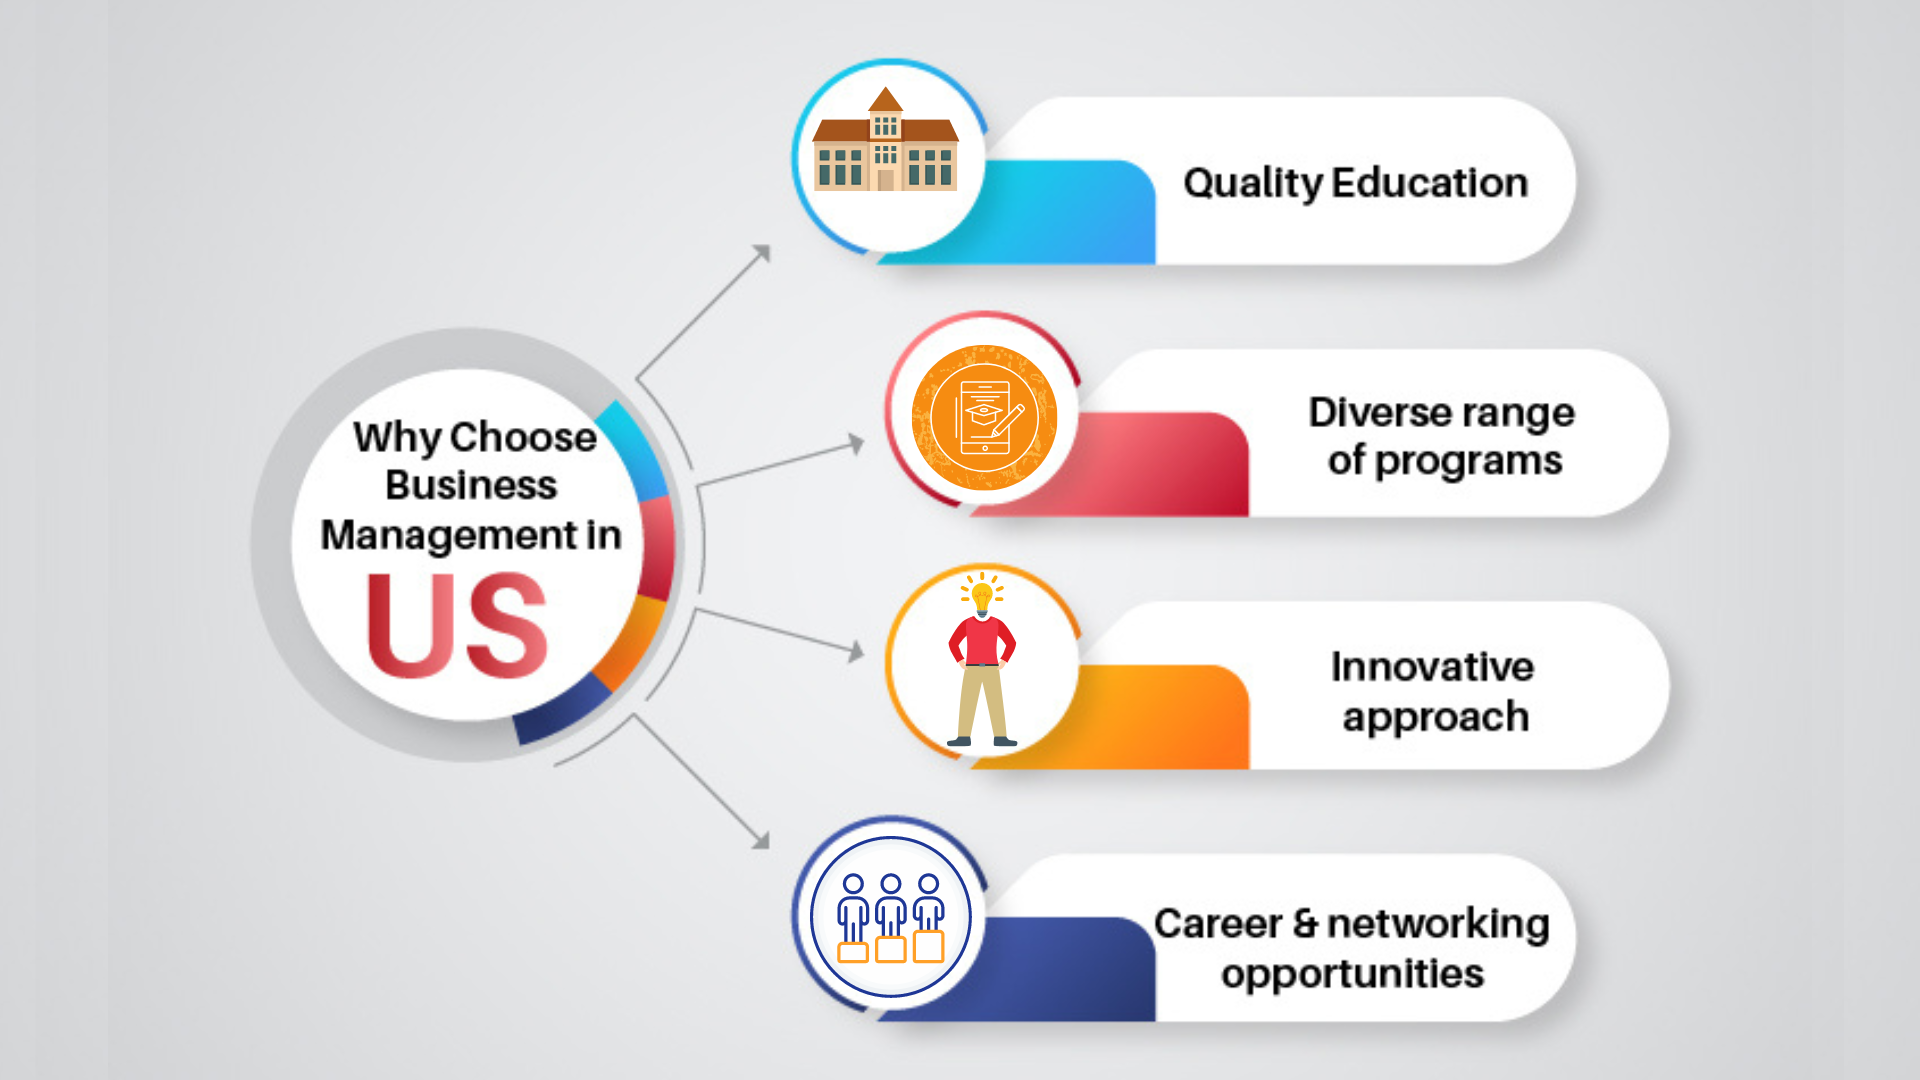 Why Choose
Business
Management in
US
Quality Education
Diverse range
of programs
Innovative
approach
Career & networking
opportunities